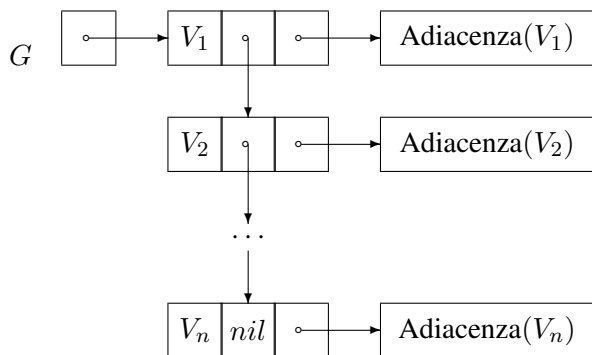 G V₁ Adiacenza(V₁)
V₂ Adiacenza(V₂)
...
Vₙ nil Adiacenza(Vₙ)